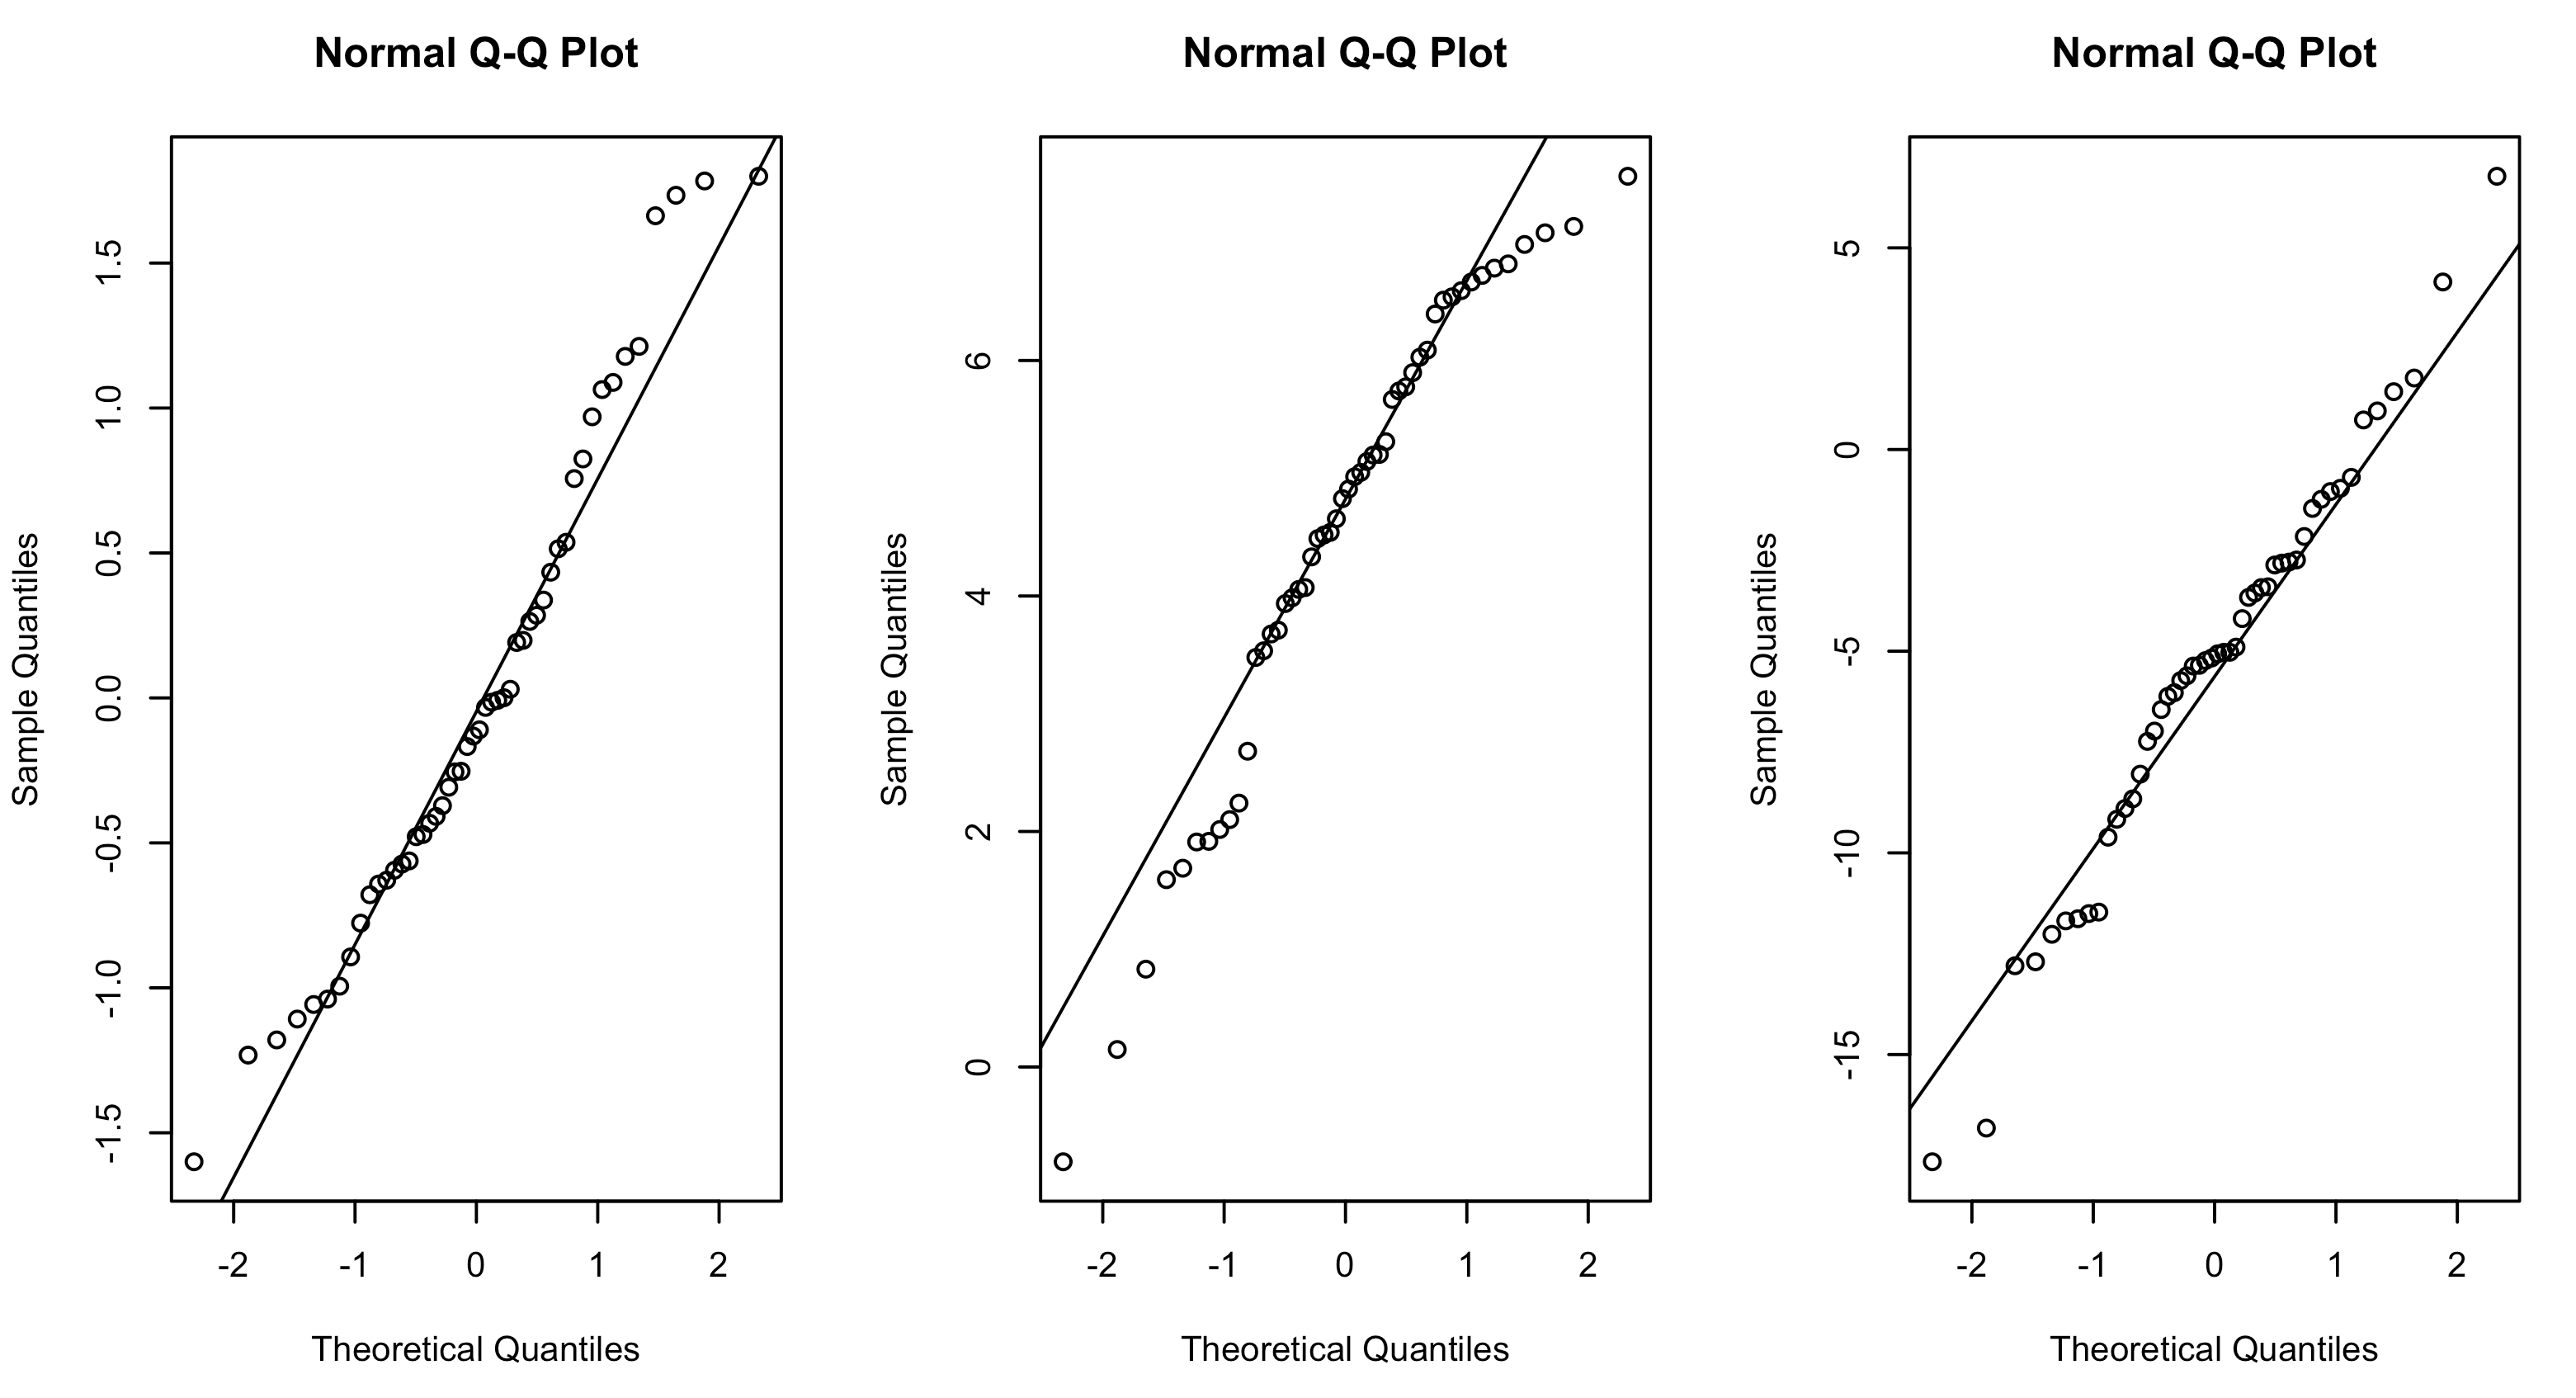 Normal Q-Q Plot
Sample Quantiles
1.5
1.0
0.5
0.0
-0.5
-1.0
-1.5
-2 -1 0 1 2
Theoretical Quantiles
Normal Q-Q Plot
Sample Quantiles
6
4
2
0
-2 -1 0 1 2
Theoretical Quantiles
Normal Q-Q Plot
Sample Quantiles
5
0
-5
-10
-15
-2 -1 0 1 2
Theoretical Quantiles